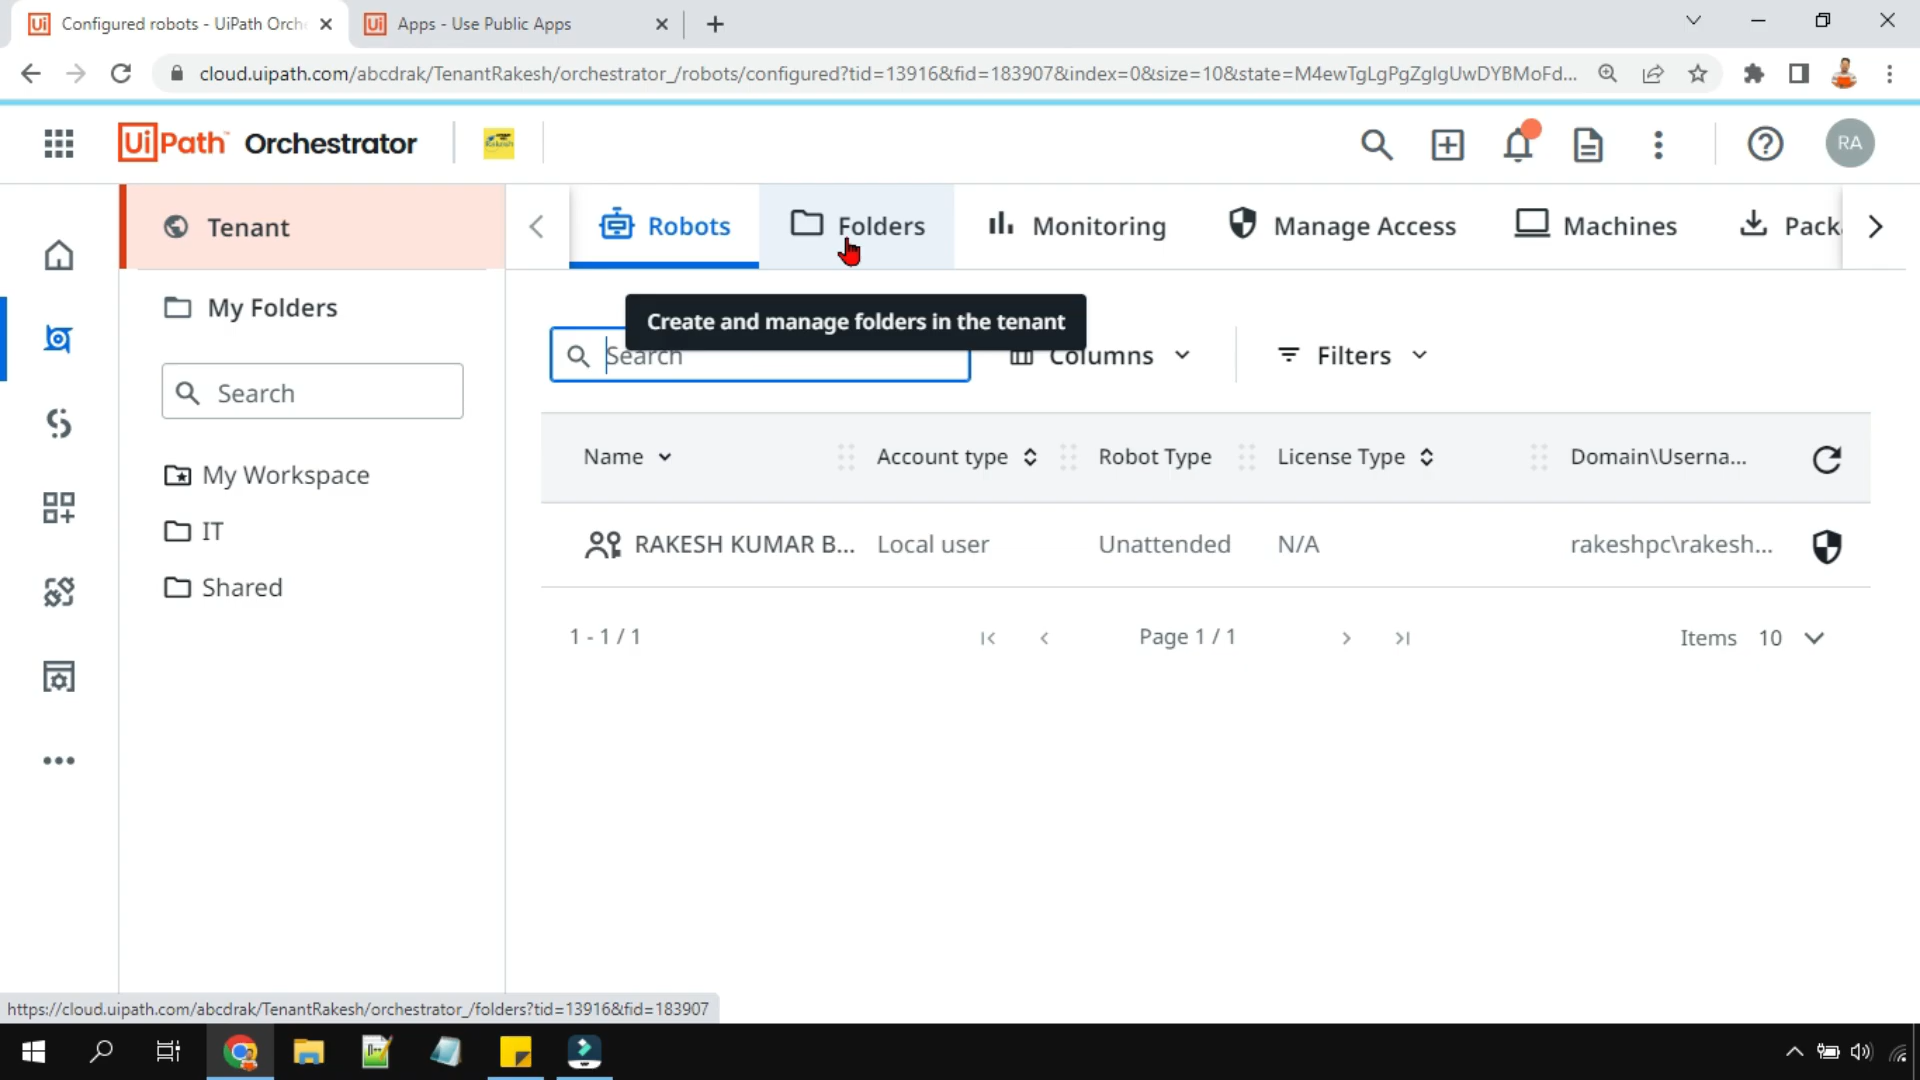 Configured robots - UiPath Orche
Apps - Use Public Apps
cloud.uipath.com/abcdrak/TenantRakesh/orchestrator_/robots/configured?tid=13916&fid=183907&index=0&size=10&state=M4ewTgLgPgZglgUwDYBMoFd...
UiPath Orchestrator
RA
Tenant
Robots
Folders
Monitoring
Manage Access
Machines
Packa
My Folders
Create and manage folders in the tenant
Search
Columns
Filters
Search
Name
Account type
Robot Type
License Type
Domain\Userna...
My Workspace
IT
Shared
RAKESH KUMAR B...
Local user
Unattended
N/A
rakeshpc\rakesh...
1 - 1 / 1
Page 1 / 1
Items 10
https://cloud.uipath.com/abcdrak/TenantRakesh/orchestrator_/folders?tid=13916&fid=183907